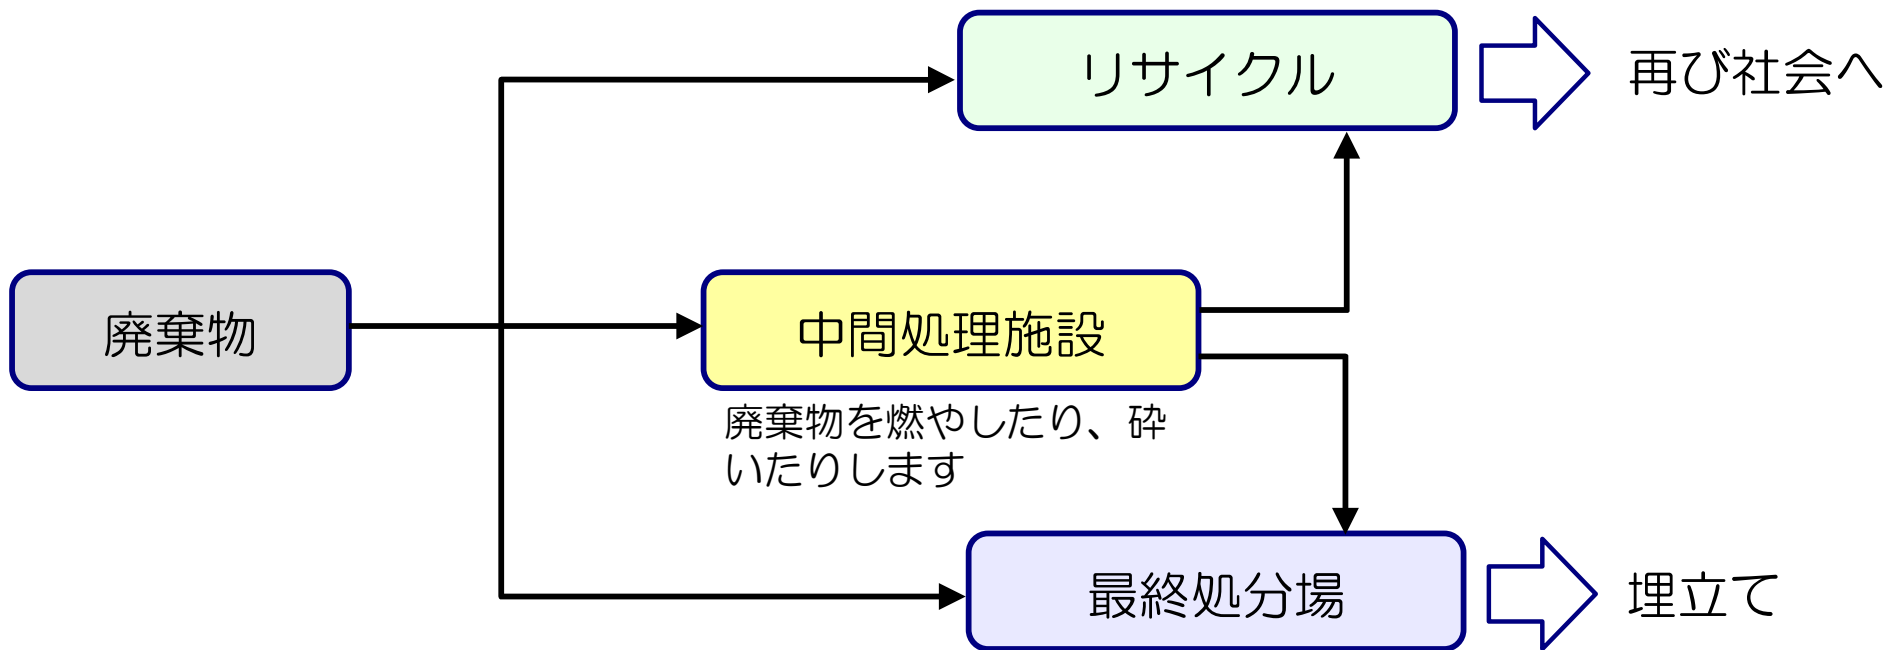 リサイクル
再び社会へ
廃棄物
中間処理施設
廃棄物を燃やしたり、砕
いたりします
最終処分場
埋立て